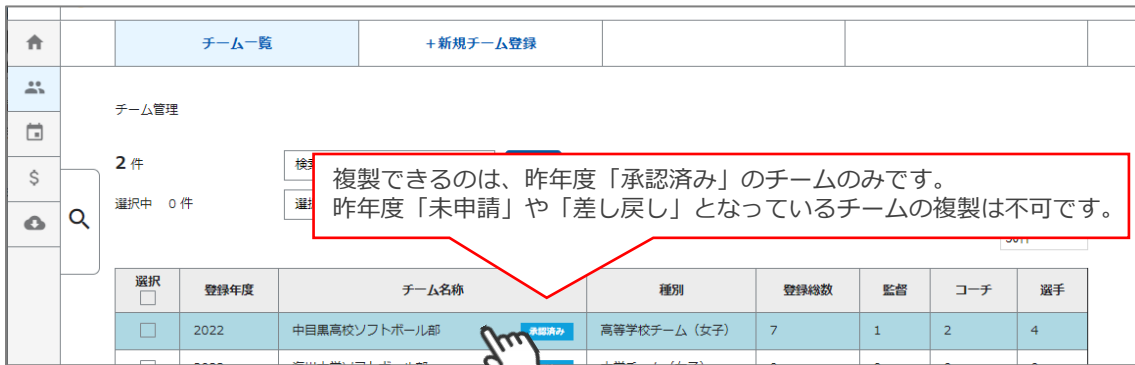 チーム一覧
+新規チーム登録
チーム管理
2 件
複製できるのは、昨年度「承認済み」のチームのみです。
選択中 0 件
昨年度「未申請」や「差し戻し」となっているチームの複製は不可です。
選択 登録年度 チーム名称 種別 登録総数 監督 コーチ 選手
2022 中目黒高校ソフトボール部 承認済み 高等学校チーム(女子) 7 1 2 4